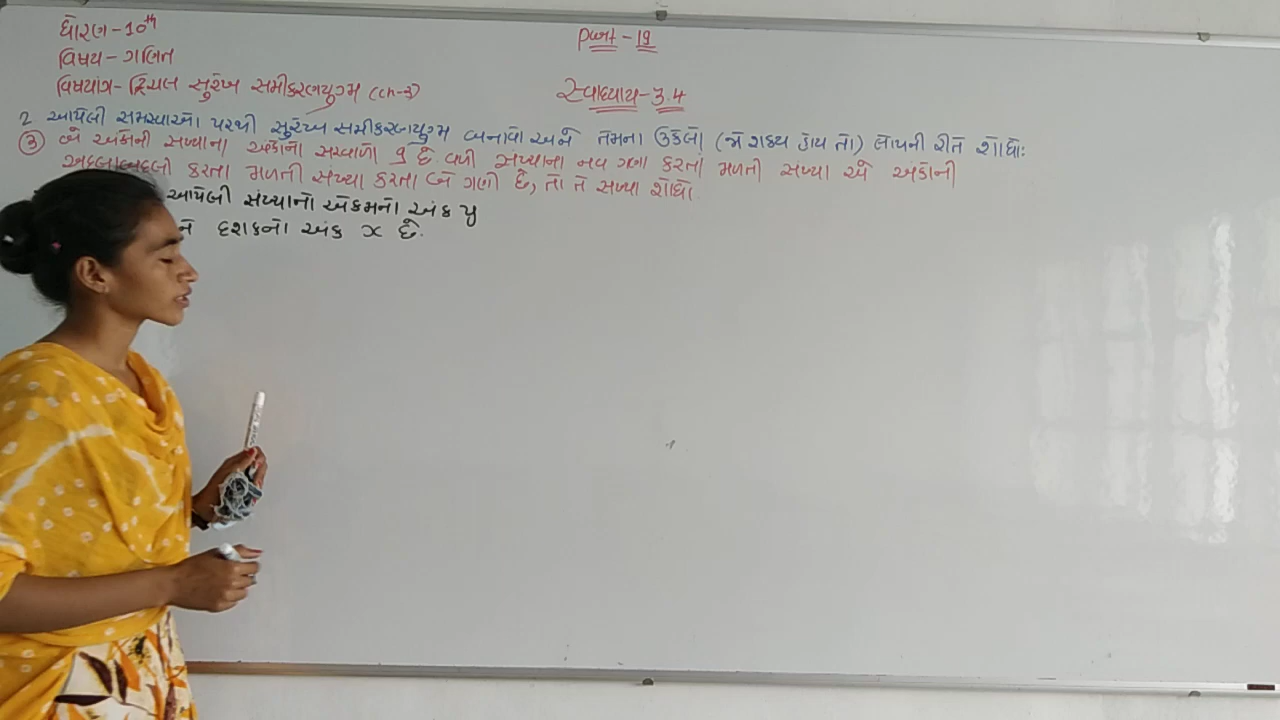 ધોરણ-10th
વિષય-ગણિત
વિષયાંગ-દ્વિચલ સુરેખ સમીકરણયુગ્મ (ch-3)
Part-19
સ્વાધ્યાય-3.4
2 આપેલી સમસ્યાઓ પરથી સુરેખ સમીકરણયુગ્મ બનાવો અને તેમના ઉકેલો (જો શક્ય હોય તો) લોપની રીતે શોધો:
③ બે અંકોની સંખ્યાના અંકોનો સરવાળો 9 છે વળી સંખ્યાના નવ ગણા કરતાં મળતી સંખ્યા એ અંકોની
અદલાબદલી કરતા મળતી સંખ્યા કરતા બે ગણી છે, તો તે સંખ્યા શોધો.
આપેલી સંખ્યાનો એકમનો અંક y
ને દશકનો અંક x છે.